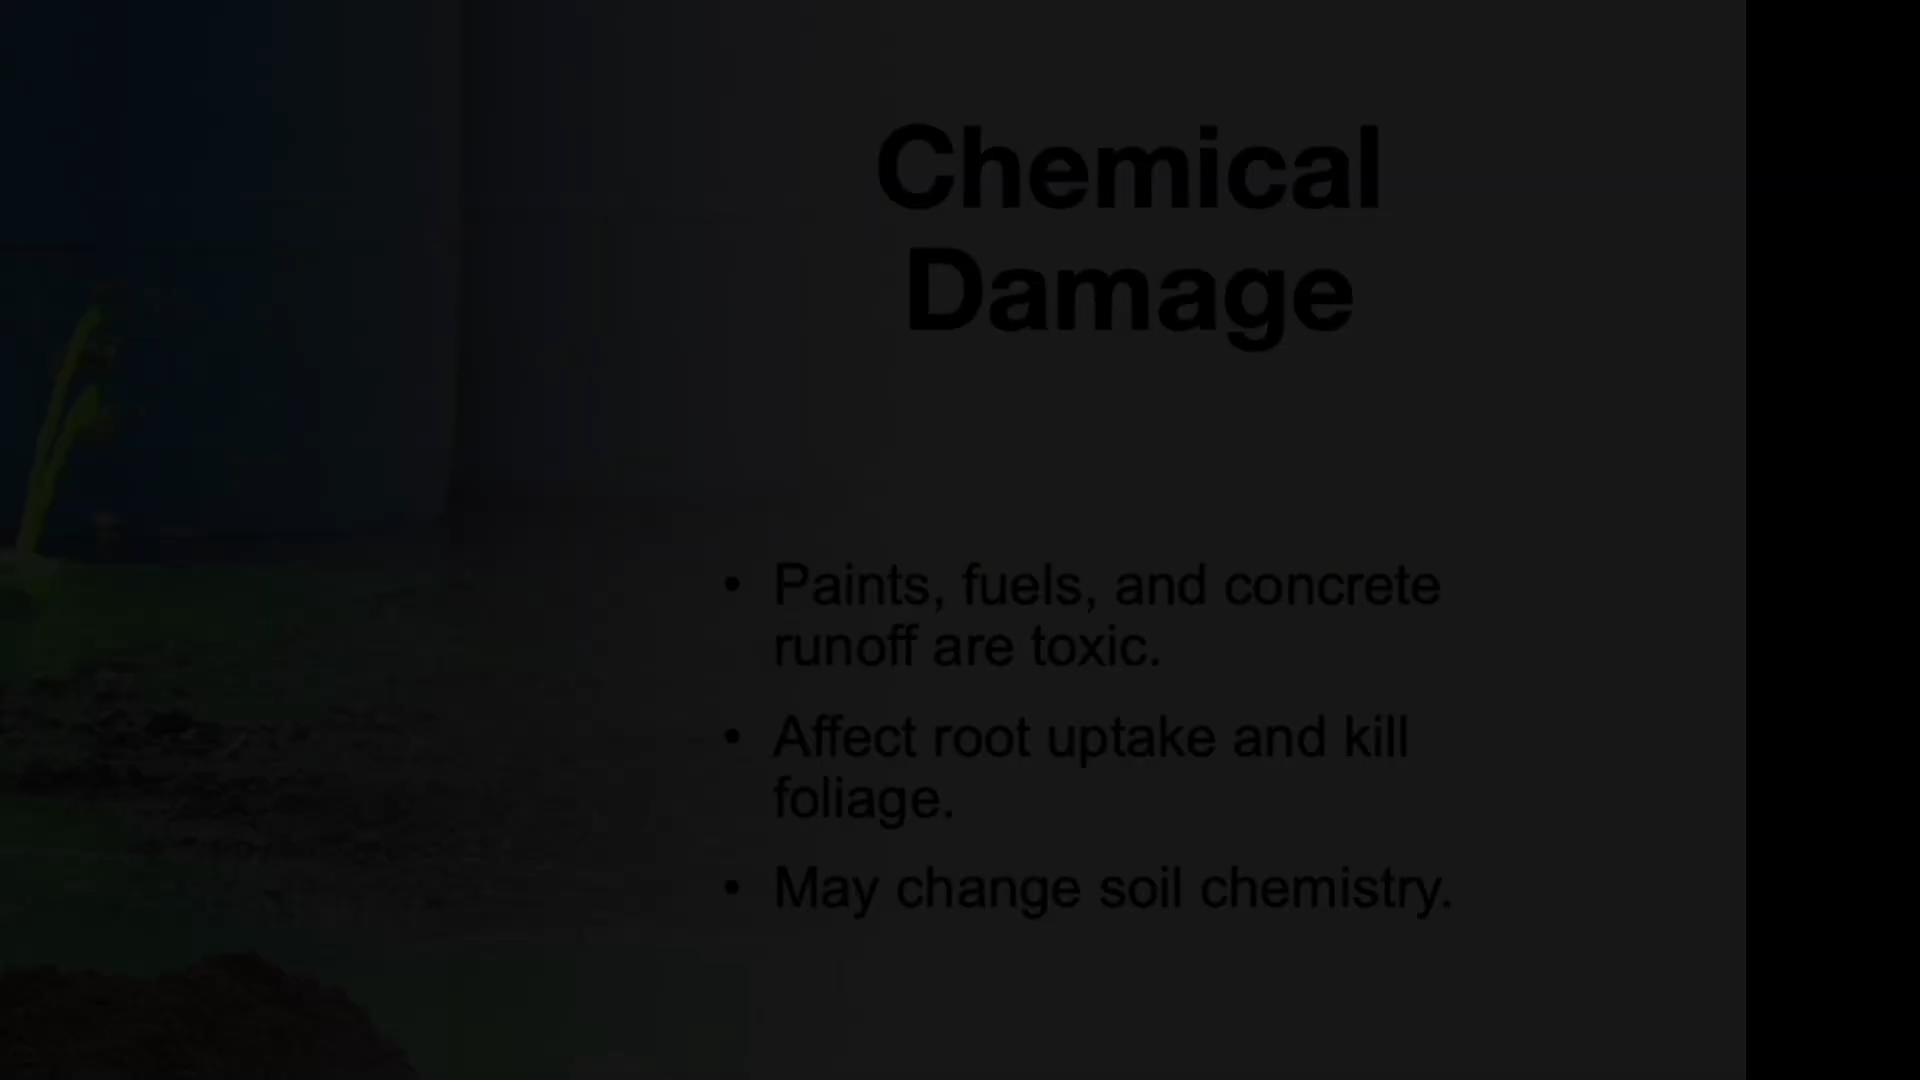 Chemical
Damage
• Paints, fuels, and concrete
runoff are toxic.
• Affect root uptake and kill
foliage.
• May change soil chemistry.